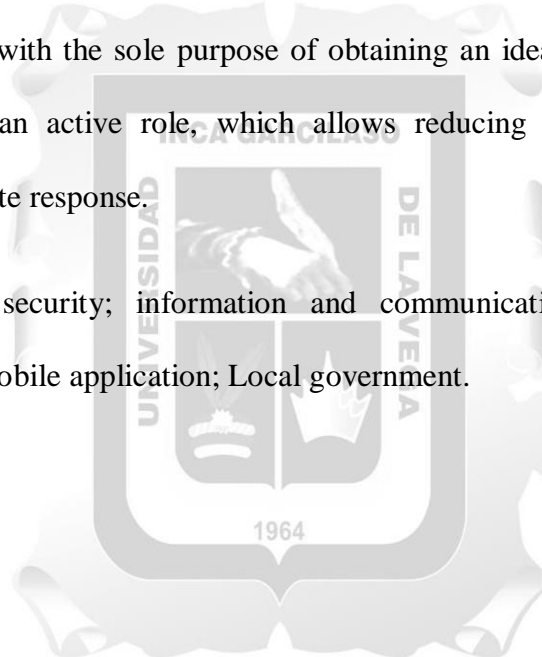 with the sole purpose of obtaining an idea
an active role, which allows reducing
te response.
security; information and communicati
obile application; Local government.
INCA GARCILASO
UNIVERSIDAD
DE LA VEGA
1964